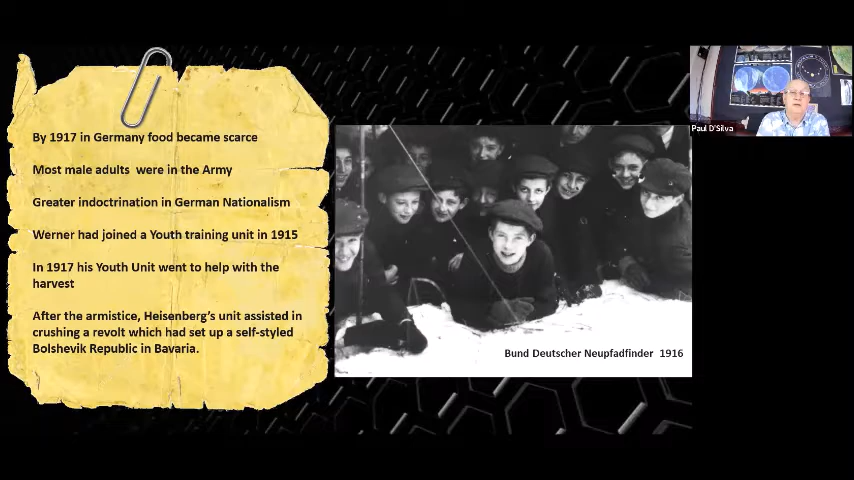 By 1917 in Germany food became scarce
Most male adults were in the Army
Greater indoctrination in German Nationalism
Werner had joined a Youth training unit in 1915
In 1917 his Youth Unit went to help with the
harvest
After the armistice, Heisenberg's unit assisted in
crushing a revolt which had set up a self-styled
Bolshevik Republic in Bavaria.
Bund Deutscher Neupfadfinder 1916
Paul D'Silva